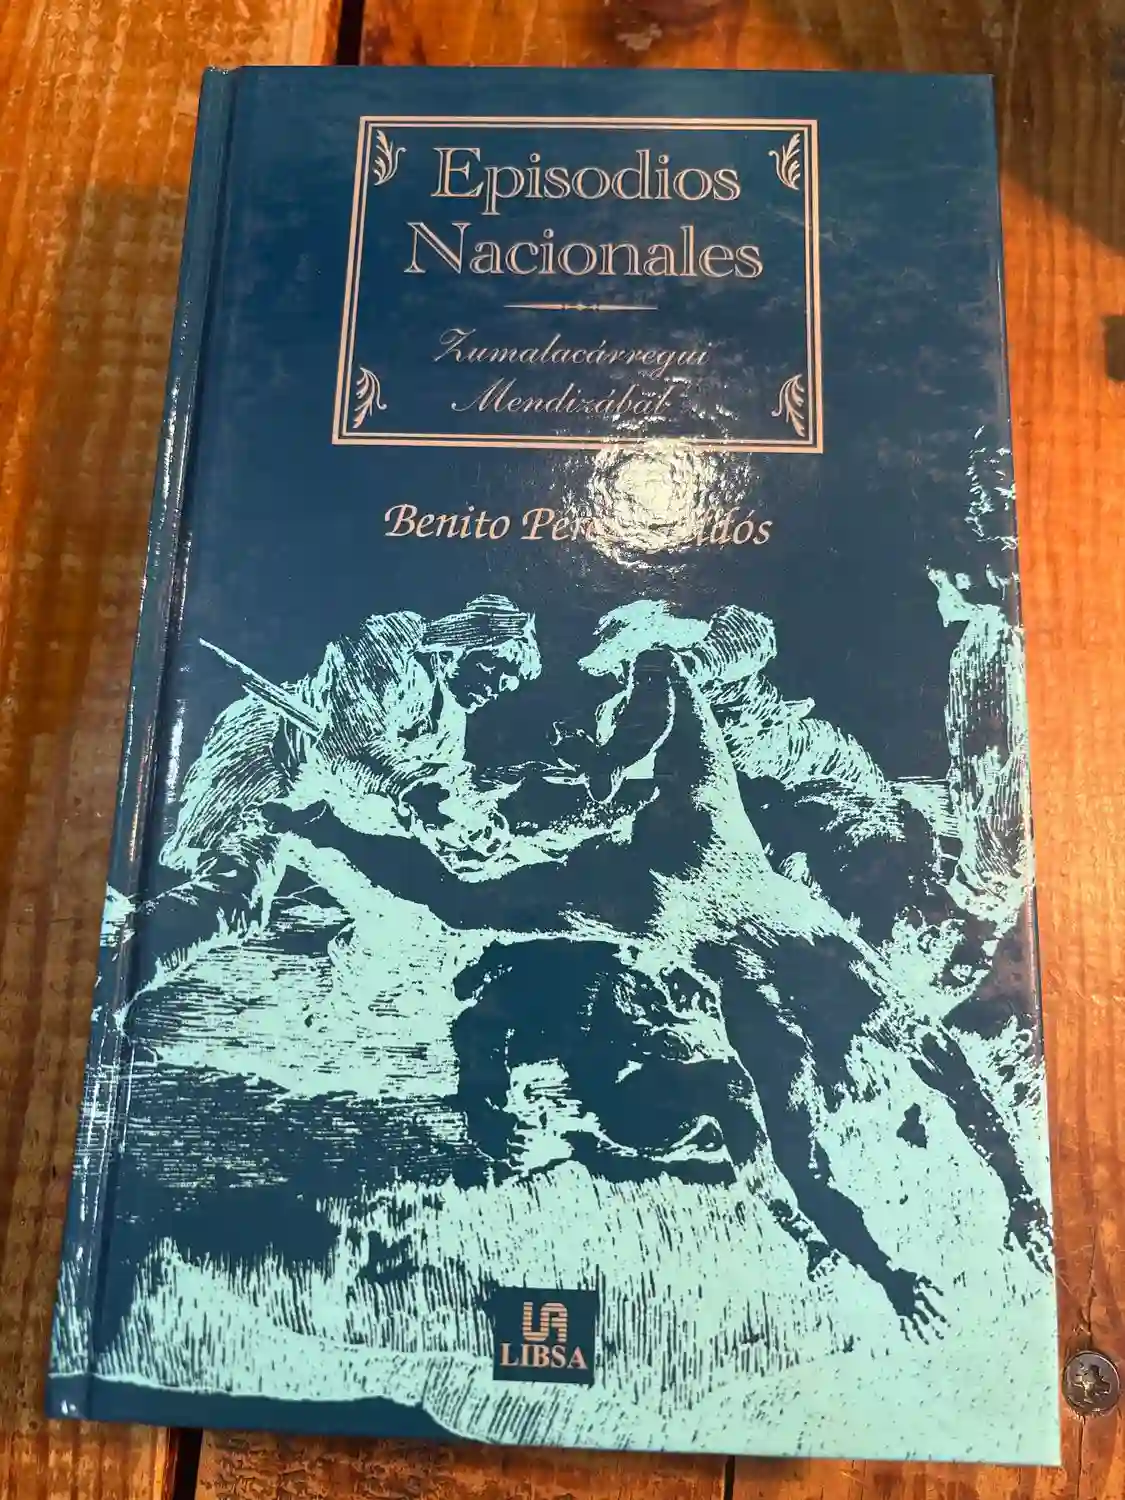 Episodios
Nacionales
Zumalacárregui
Mendizábal
Benito
LIBSA